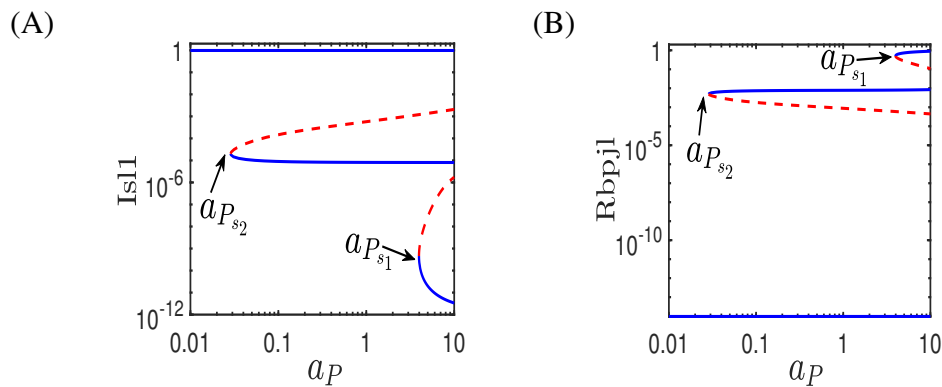 (A)
1
10^{-6}
10^{-12}
Isl1
a_{P_{s_2}}
a_{P_{s_1}}
0.01 0.1 1 10
a_P
(B)
1
10^{-5}
10^{-10}
Rbpjl
a_{P_{s_1}}
a_{P_{s_2}}
0.01 0.1 1 10
a_P